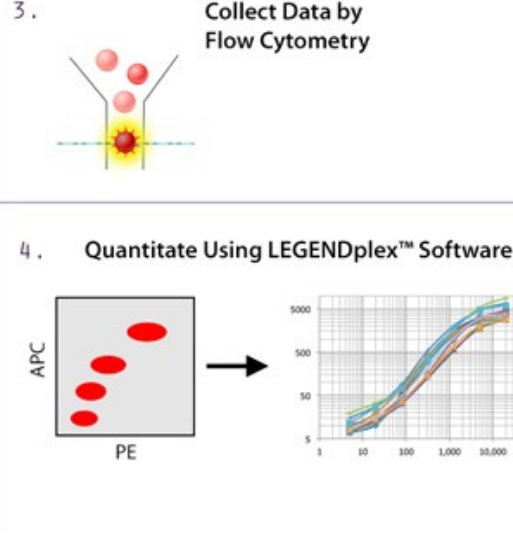 3.
Collect Data by
Flow Cytometry
4.
Quantitate Using LEGENDplex™ Software
APC
PE
5000
500
50
5
1 10 100 1,000 10,000